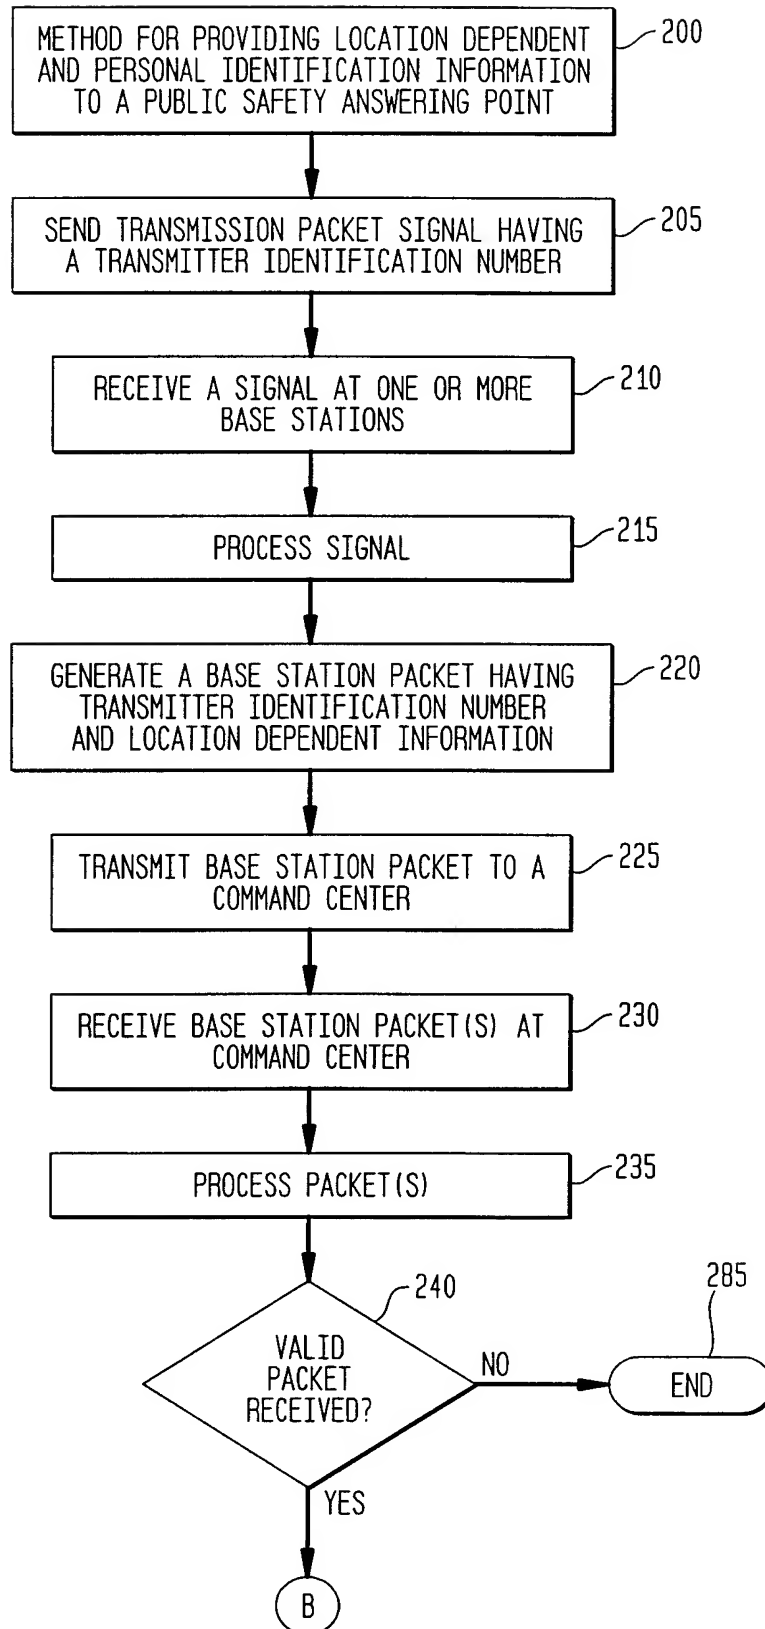 METHOD FOR PROVIDING LOCATION DEPENDENT
AND PERSONAL IDENTIFICATION INFORMATION
TO A PUBLIC SAFETY ANSWERING POINT
200
SEND TRANSMISSION PACKET SIGNAL HAVING
A TRANSMITTER IDENTIFICATION NUMBER
205
RECEIVE A SIGNAL AT ONE OR MORE
BASE STATIONS
210
PROCESS SIGNAL
215
GENERATE A BASE STATION PACKET HAVING
TRANSMITTER IDENTIFICATION NUMBER
AND LOCATION DEPENDENT INFORMATION
220
TRANSMIT BASE STATION PACKET TO A
COMMAND CENTER
225
RECEIVE BASE STATION PACKET(S) AT
COMMAND CENTER
230
PROCESS PACKET(S)
235
240
VALID
PACKET
RECEIVED?
NO
285
END
YES
B